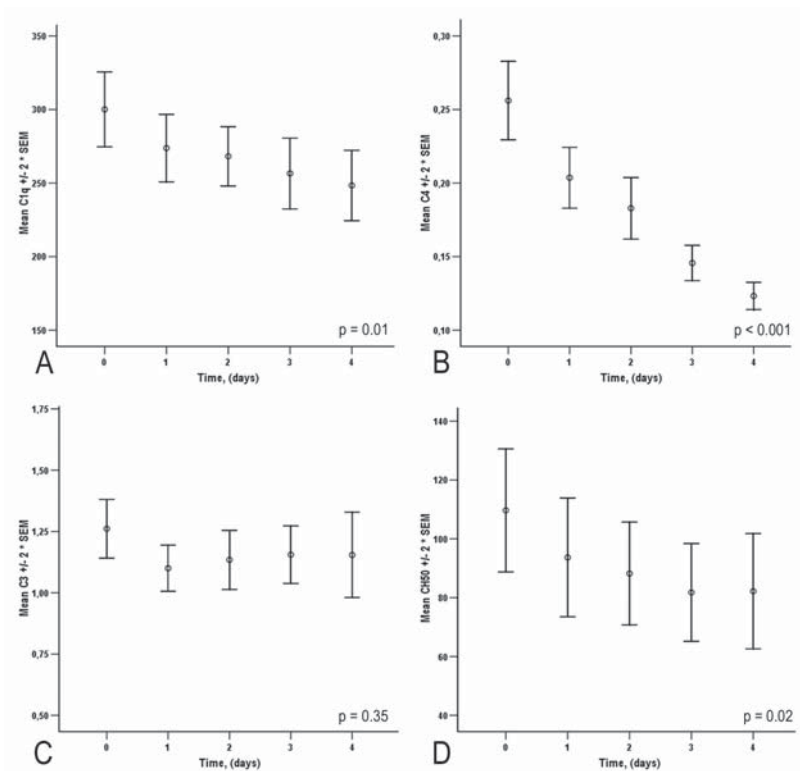 350
300
250
200
150
Mean C1q +/- 2 * SEM
p = 0.01
0 1 2 3 4
Time, (days)
A
0,30
0,25
0,20
0,15
0,10
Mean C4 +/- 2 * SEM
p < 0.001
0 1 2 3 4
Time, (days)
B
1,75
1,50
1,25
1,00
0,75
0,50
Mean C3 +/- 2 * SEM
p = 0.35
0 1 2 3 4
Time, (days)
C
140
120
100
80
60
40
Mean CH50 +/- 2 * SEM
p = 0.02
0 1 2 3 4
Time, (days)
D